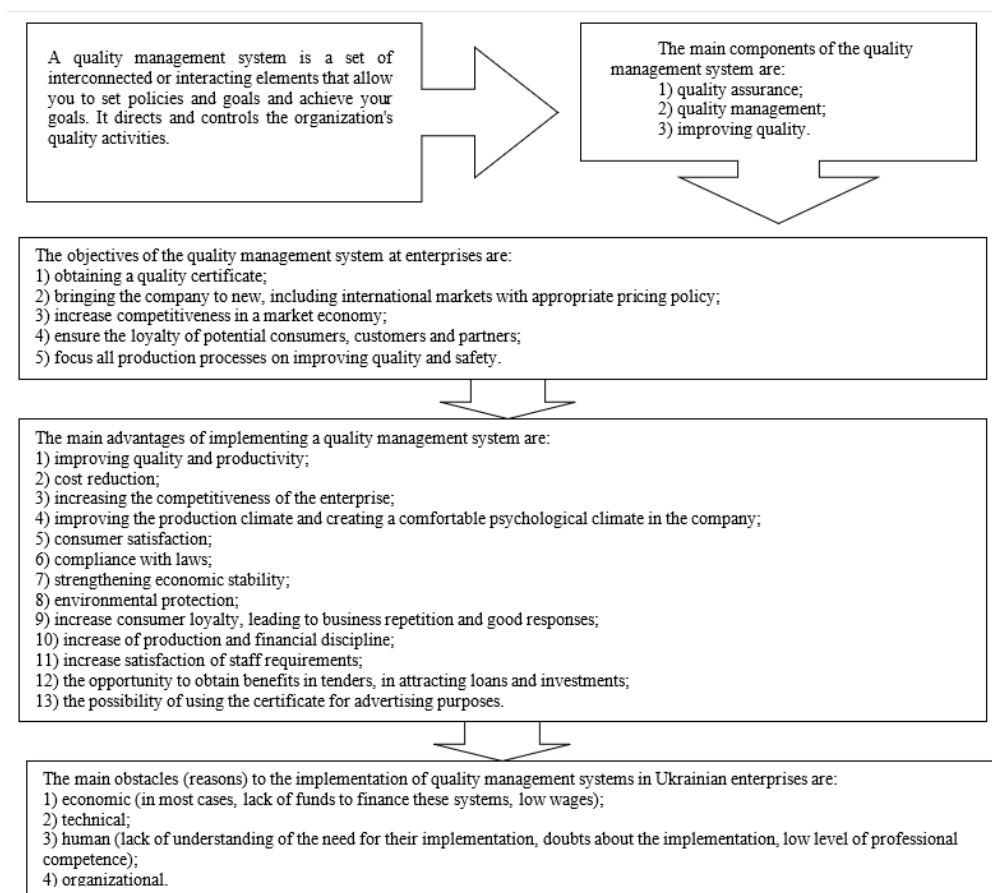 A quality management system is a set of
interconnected or interacting elements that allow
you to set policies and goals and achieve your
goals. It directs and controls the organization's
quality activities.
The main components of the quality
management system are:
1) quality assurance;
2) quality management;
3) improving quality.
The objectives of the quality management system at enterprises are:
1) obtaining a quality certificate;
2) bringing the company to new, including international markets with appropriate pricing policy;
3) increase competitiveness in a market economy;
4) ensure the loyalty of potential consumers, customers and partners;
5) focus all production processes on improving quality and safety.
The main advantages of implementing a quality management system are:
1) improving quality and productivity;
2) cost reduction;
3) increasing the competitiveness of the enterprise;
4) improving the production climate and creating a comfortable psychological climate in the company;
5) consumer satisfaction;
6) compliance with laws;
7) strengthening economic stability;
8) environmental protection;
9) increase consumer loyalty, leading to business repetition and good responses;
10) increase of production and financial discipline;
11) increase satisfaction of staff requirements;
12) the opportunity to obtain benefits in tenders, in attracting loans and investments;
13) the possibility of using the certificate for advertising purposes.
The main obstacles (reasons) to the implementation of quality management systems in Ukrainian enterprises are:
1) economic (in most cases, lack of funds to finance these systems, low wages);
2) technical;
3) human (lack of understanding of the need for their implementation, doubts about the implementation, low level of professional
competence);
4) organizational.